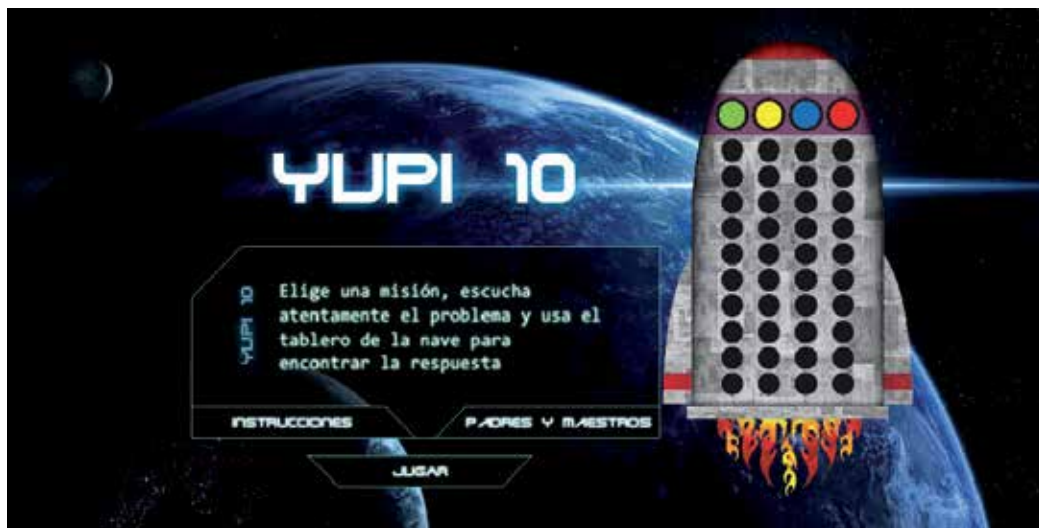 YUPI 10
YUPI 10
Elige una misión, escucha
atentamente el problema y usa el
tablero de la nave para
encontrar la respuesta
INSTRUCCIONES
PADRES Y MAESTROS
JUGAR